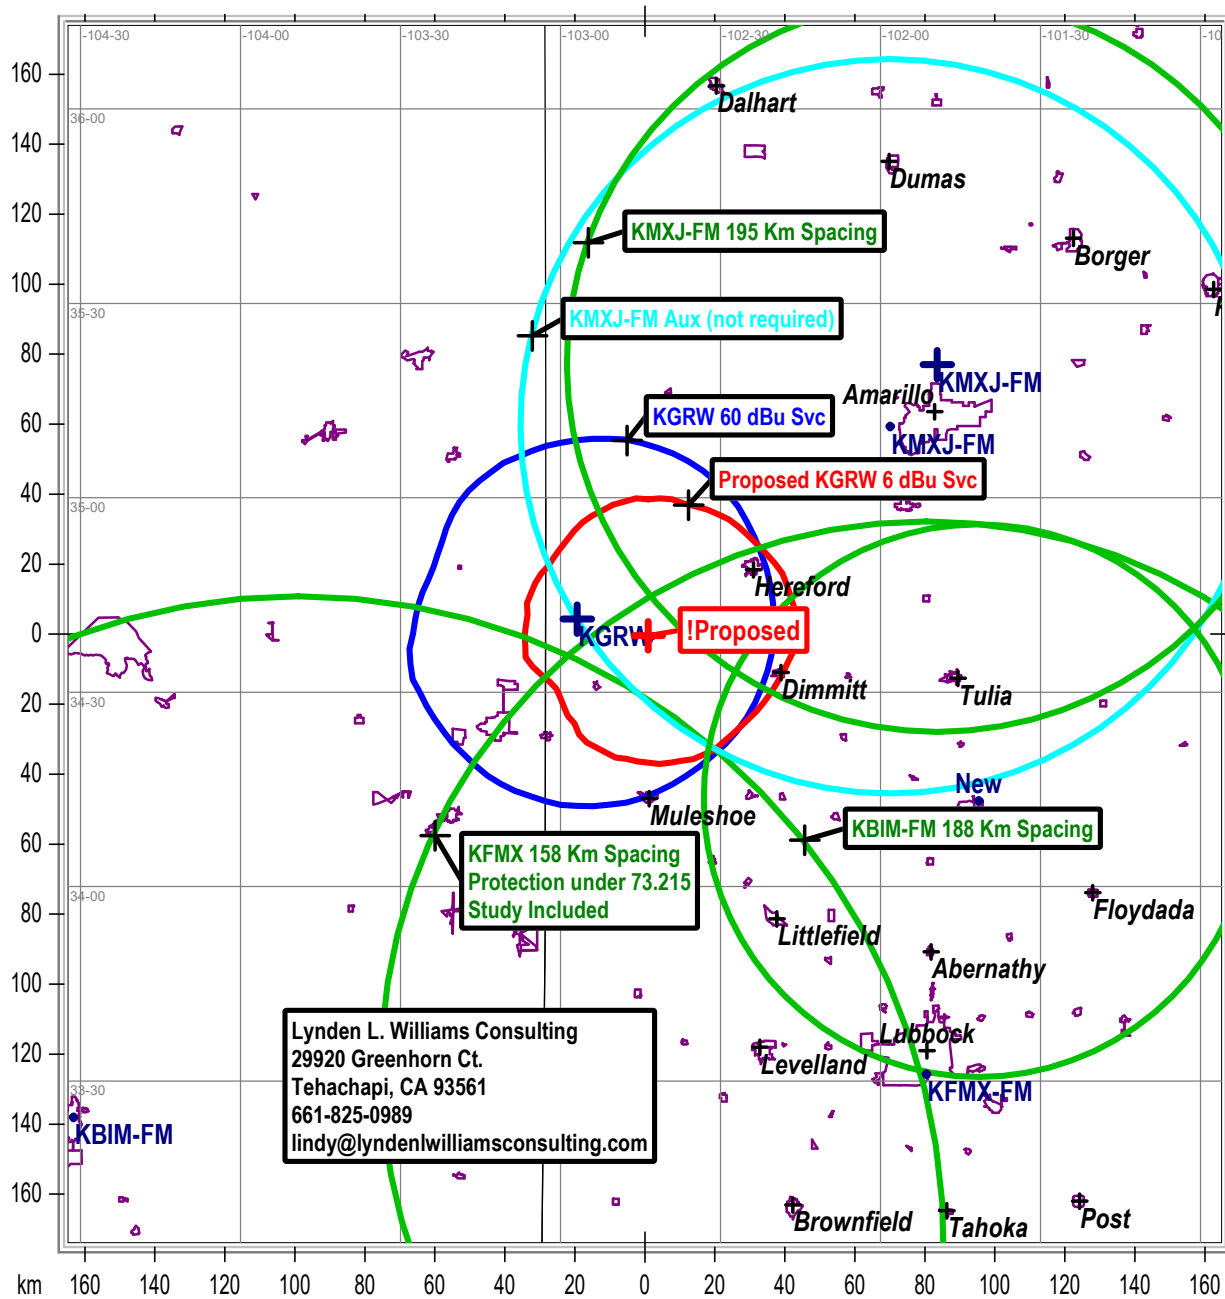 -104-30
-104-00
-103-30
-103-00
-102-30
-102-00
-101-30
-10
160
140
120
100
80
60
40
20
0
20
40
60
80
100
120
140
160
36-00
35-30
35-00
34-30
34-00
33-30
Dalhart
Dumas
KMXJ-FM 195 Km Spacing
Borger
KMXJ-FM Aux (not required)
KMXJ-FM
Amarillo
KGRW 60 dBu Svc
KMXJ-FM
Proposed KGRW 6 dBu Svc
Hereford
KGRW
!Proposed
Dimmitt
Tulia
New
Muleshoe
KBIM-FM 188 Km Spacing
KFMX 158 Km Spacing
Protection under 73.215
Study Included
Floydada
Littlefield
Abernathy
Lubbock
Levelland
KFMX-FM
Lynden L. Williams Consulting
29920 Greenhorn Ct.
Tehachapi, CA 93561
661-825-0989
lindy@lyndenlwilliamsconsulting.com
KBIM-FM
Brownfield
Tahoka
Post
km 160 140 120 100 80 60 40 20 0 20 40 60 80 100 120 140 160